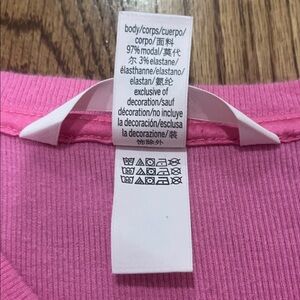 body/corps/cuerpo/
corpo/面料
97% modal/莫代
尔 3% elastane/
élasthanne/elastano/
elastan/氨纶
exclusive of
decoration/sauf
décoration/no incluye
la decoración/esclusa
la decorazione/装
饰除外